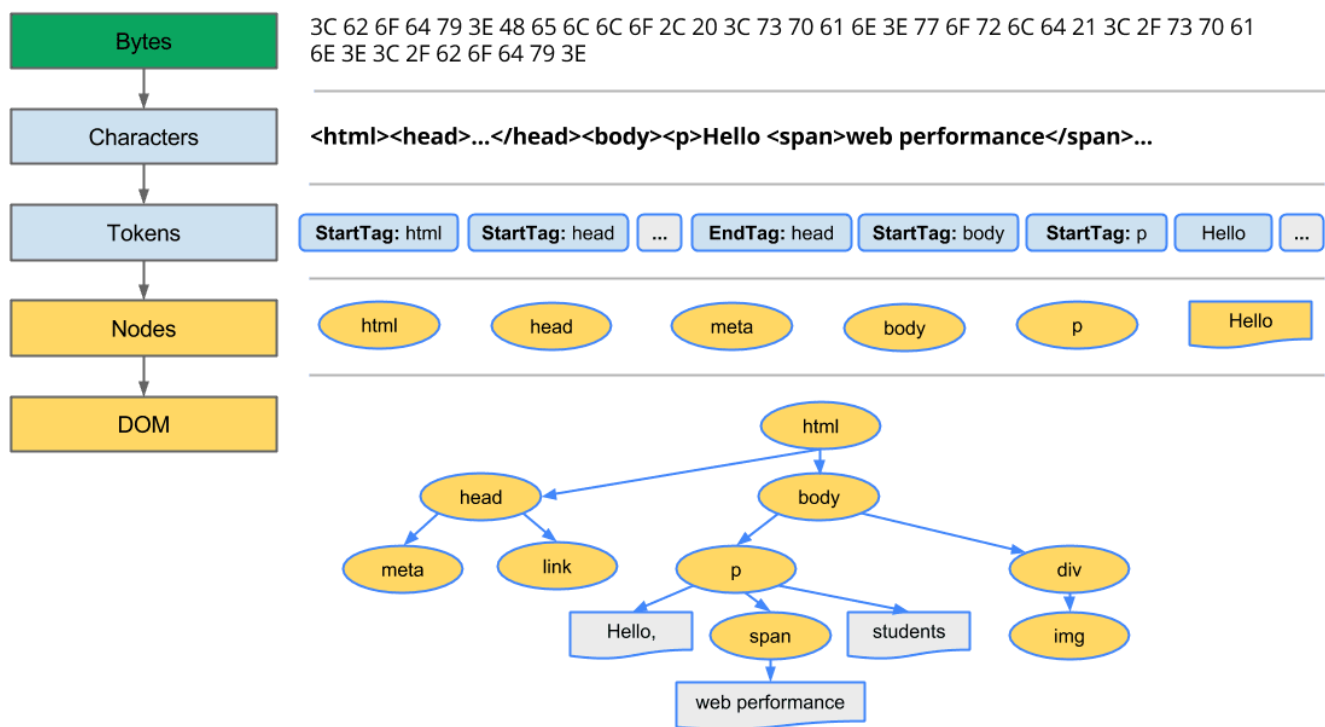 Bytes
3C 62 6F 64 79 3E 48 65 6C 6C 6F 2C 20 3C 73 70 61 6E 3E 77 6F 72 6C 64 21 3C 2F 73 70 61
6E 3E 3C 2F 62 6F 64 79 3E
Characters
<html><head>...</head><body><p>Hello <span>web performance</span>...
Tokens
StartTag: html StartTag: head ... EndTag: head StartTag: body StartTag: p Hello ...
Nodes
html head meta body p Hello
DOM
html
head body
meta link p div
Hello, span students img
web performance